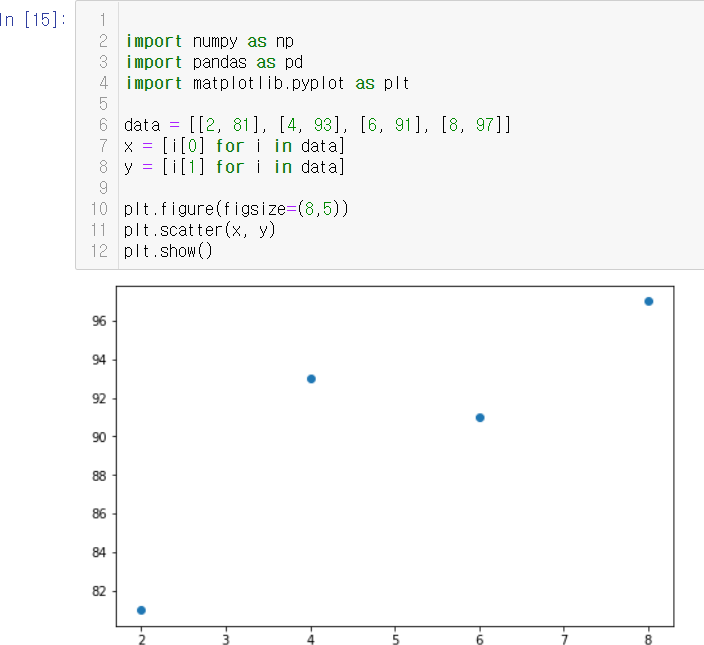 In [15]:
1
2 import numpy as np
3 import pandas as pd
4 import matplotlib.pyplot as plt
5
6 data = [[2, 81], [4, 93], [6, 91], [8, 97]]
7 x = [i[0] for i in data]
8 y = [i[1] for i in data]
9
10 plt.figure(figsize=(8,5))
11 plt.scatter(x, y)
12 plt.show()
96
94
92
90
88
86
84
82
2 3 4 5 6 7 8